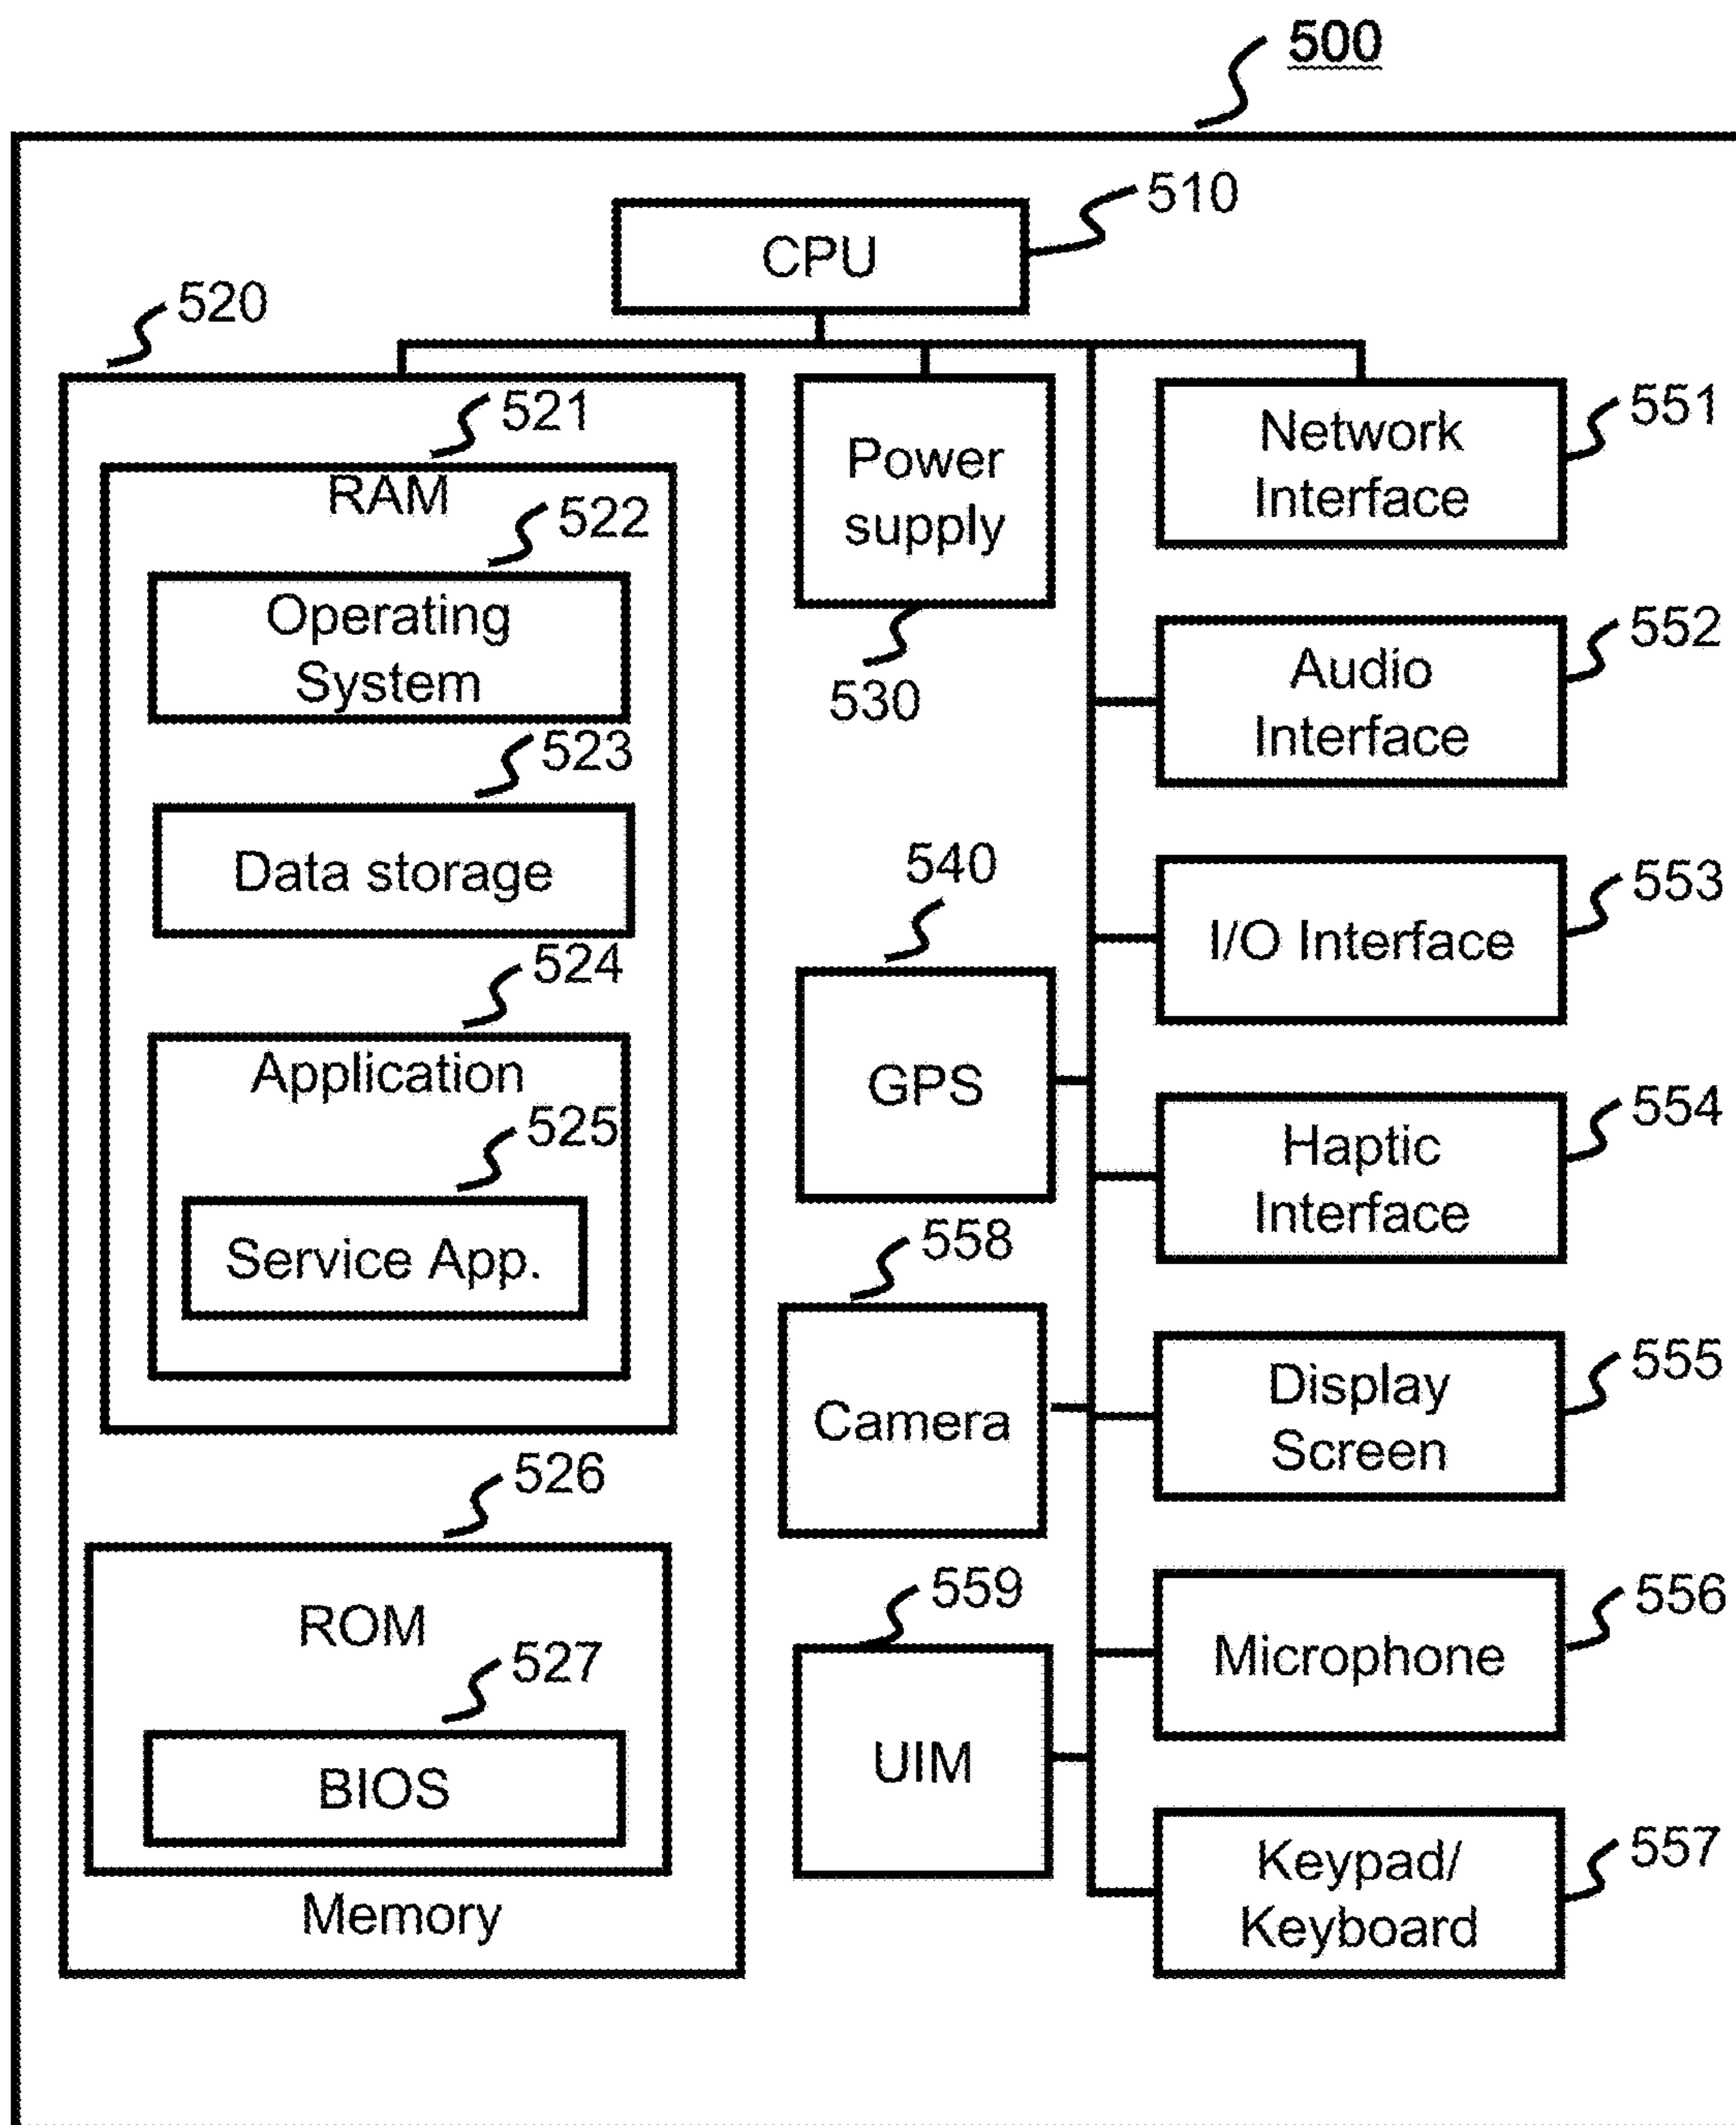 500
510
CPU
520
521
RAM
522
Operating
System
523
Data storage
524
Application
525
Service App.
526
ROM
527
BIOS
Memory
Power
supply
530
540
GPS
558
Camera
559
UIM
551
Network
Interface
552
Audio
Interface
553
I/O Interface
554
Haptic
Interface
555
Display
Screen
556
Microphone
557
Keypad/
Keyboard